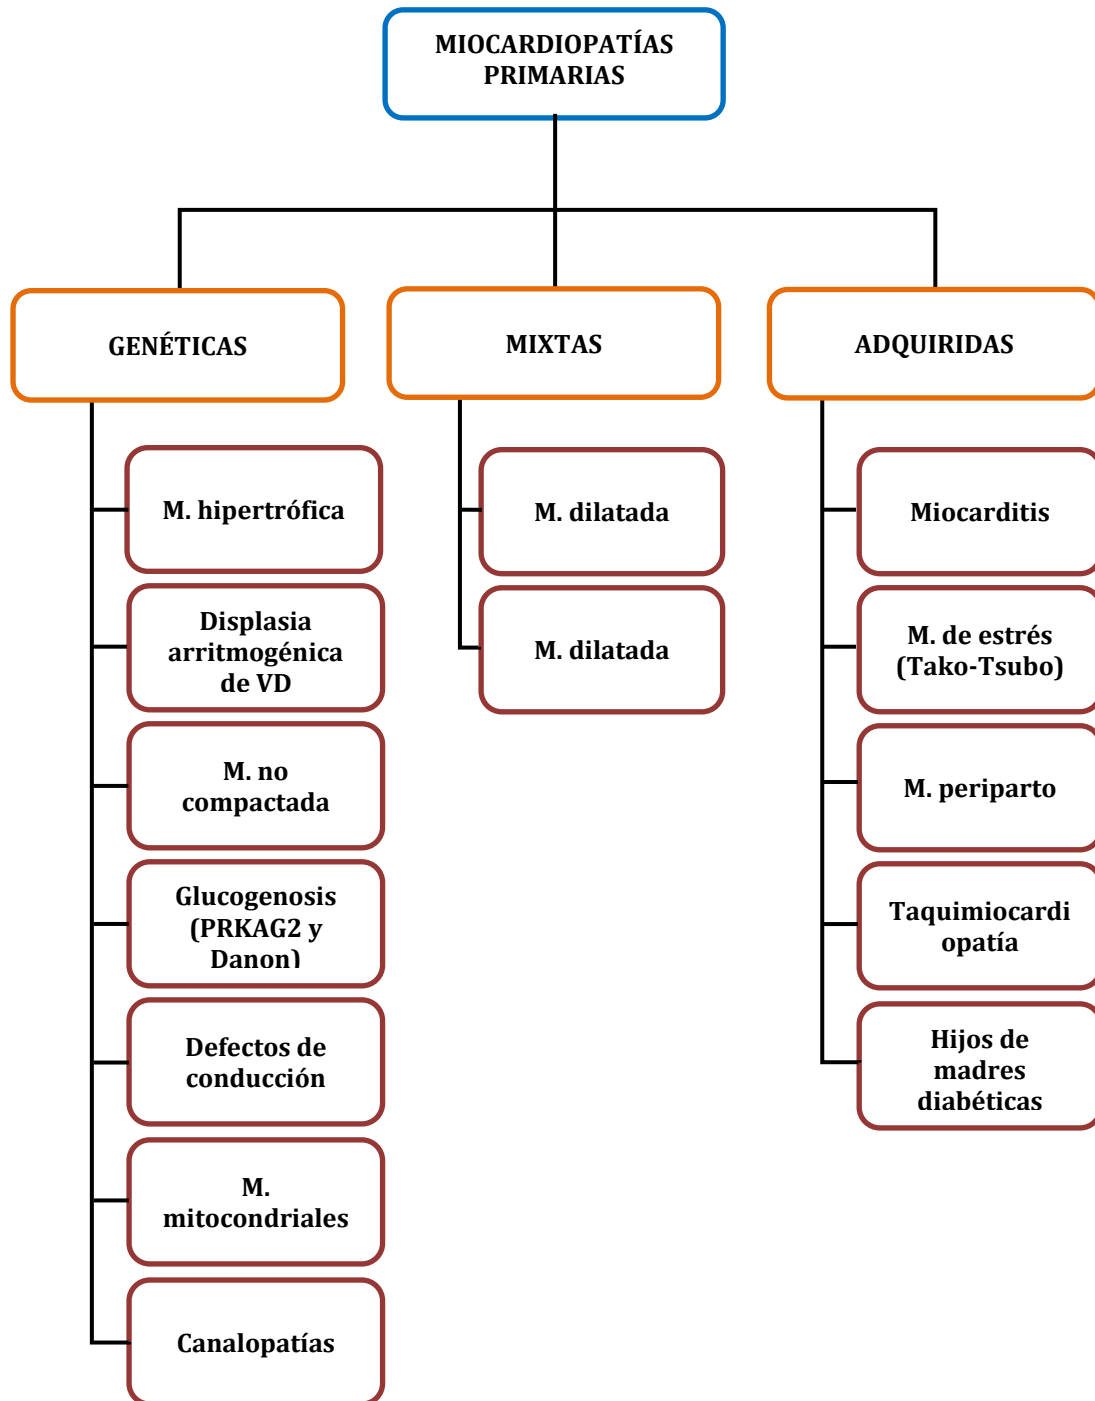 MIOCARDIOPATÍAS
PRIMARIAS
GENÉTICAS
M. hipertrófica
Displasia
arritmogénica
de VD
M. no
compactada
Glucogenosis
(PRKAG2 y
Danon)
Defectos de
conducción
M.
mitocondriales
Canalopatías
MIXTAS
M. dilatada
M. dilatada
ADQUIRIDAS
Miocarditis
M. de estrés
(Tako-Tsubo)
M. periparto
Taquimiocardi
opatía
Hijos de
madres
diabéticas